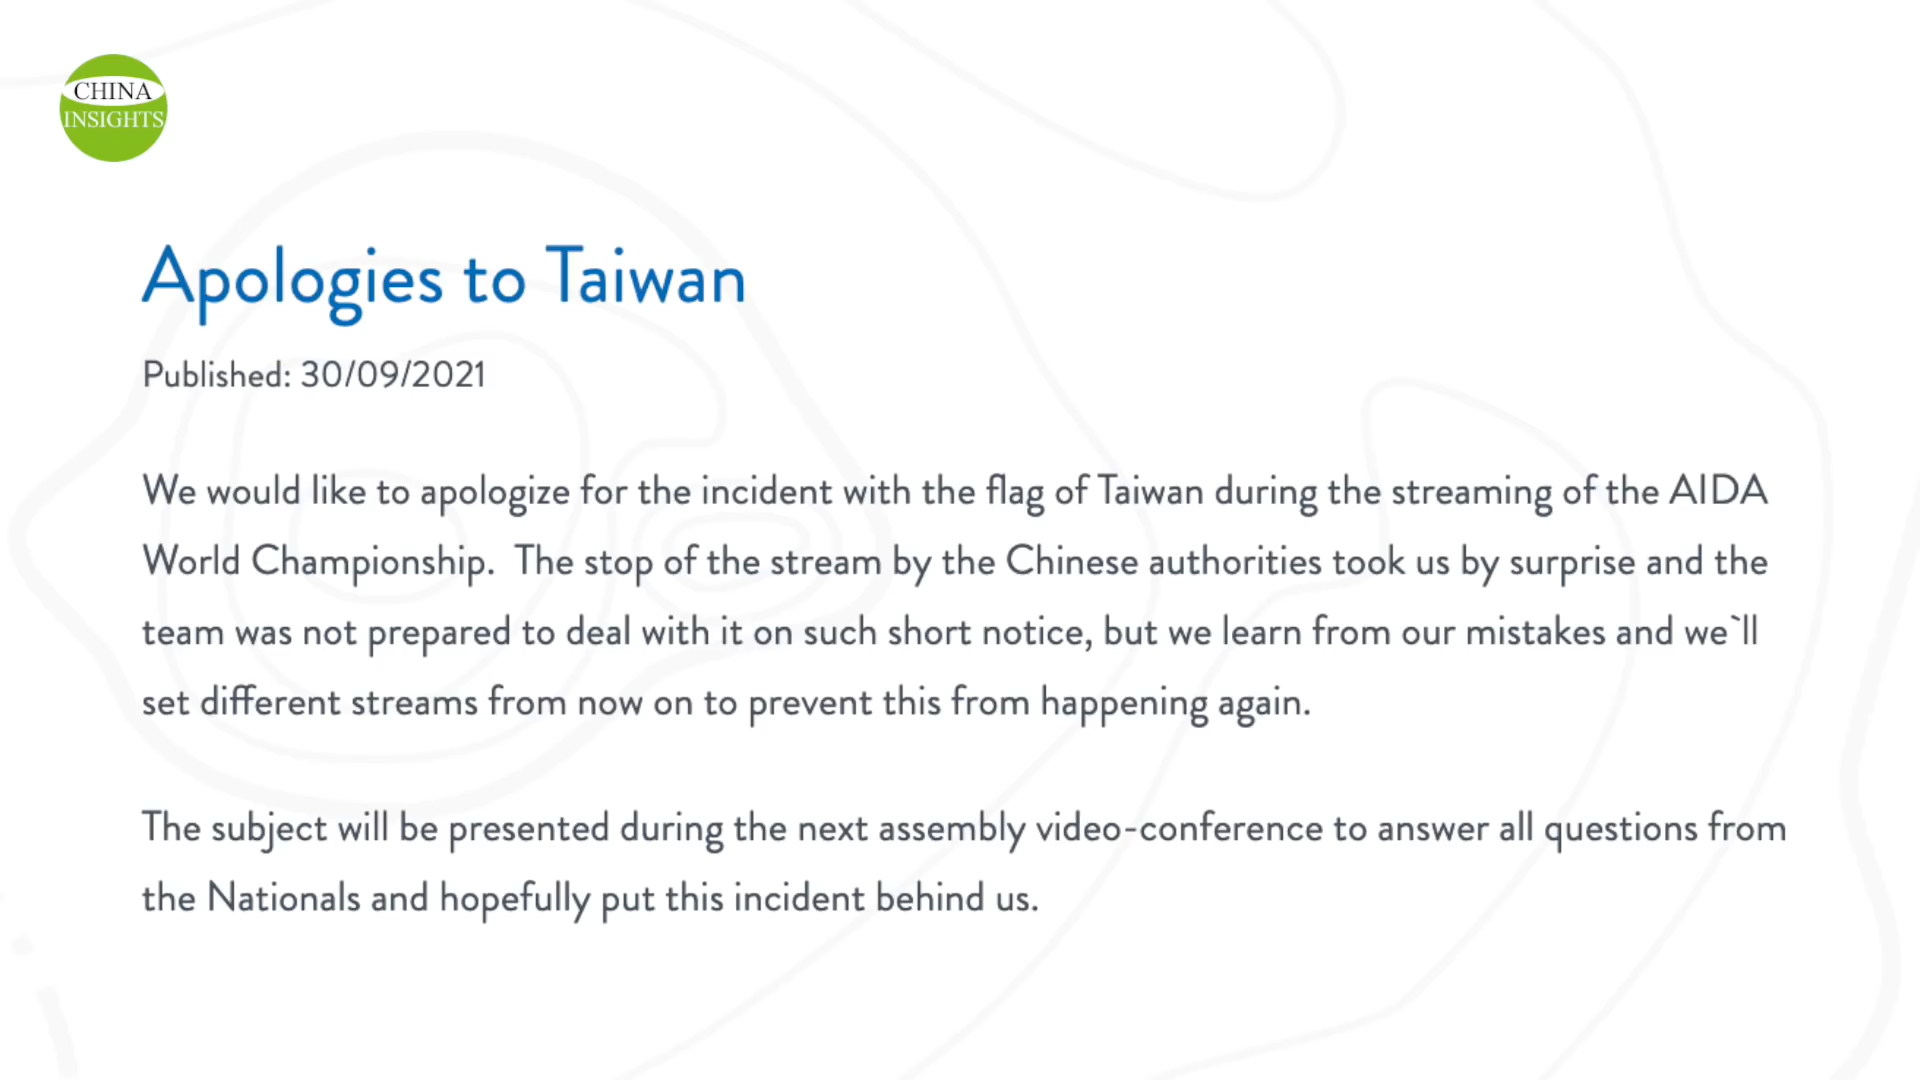 CHINA
INSIGHTS
Apologies to Taiwan
Published: 30/09/2021
We would like to apologize for the incident with the flag of Taiwan during the streaming of the AIDA
World Championship.  The stop of the stream by the Chinese authorities took us by surprise and the
team was not prepared to deal with it on such short notice, but we learn from our mistakes and we`ll
set different streams from now on to prevent this from happening again.
The subject will be presented during the next assembly video-conference to answer all questions from
the Nationals and hopefully put this incident behind us.